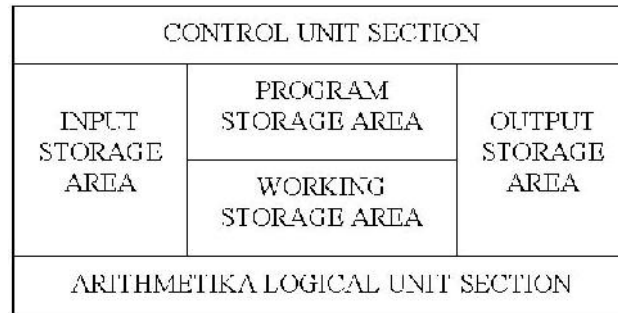 CONTROL UNIT SECTION
INPUT
STORAGE
AREA
PROGRAM
STORAGE AREA
WORKING
STORAGE AREA
OUTPUT
STORAGE
AREA
ARITHMETIKA LOGICAL UNIT SECTION